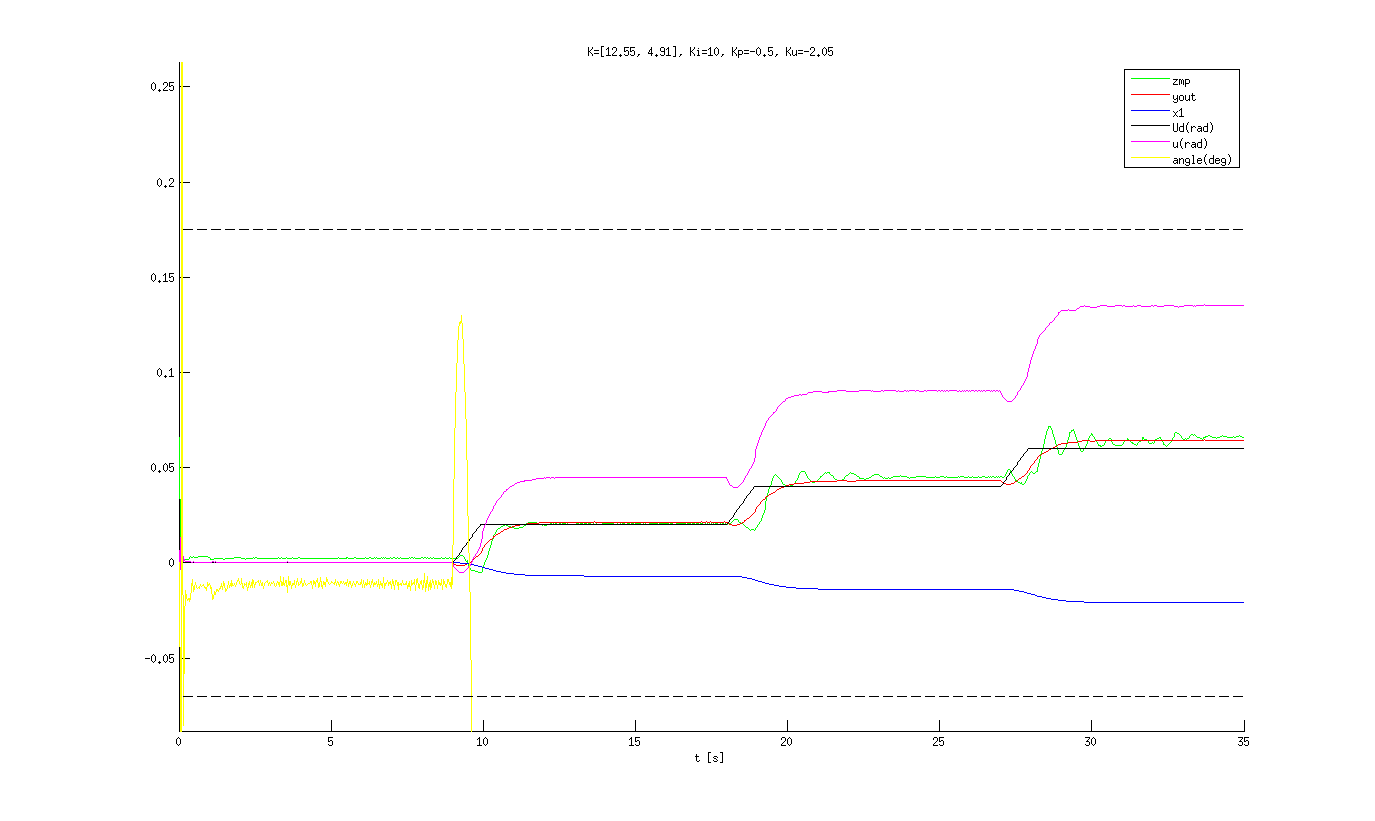 K=[12.55, 4.91], Ki=10, Kp=-0.5, Ku=-2.05
zmp
yout
x1
Ud(rad)
u(rad)
angle(deg)
0.25
0.2
0.15
0.1
0.05
0
-0.05
0 5 10 15 20 25 30 35
t [s]